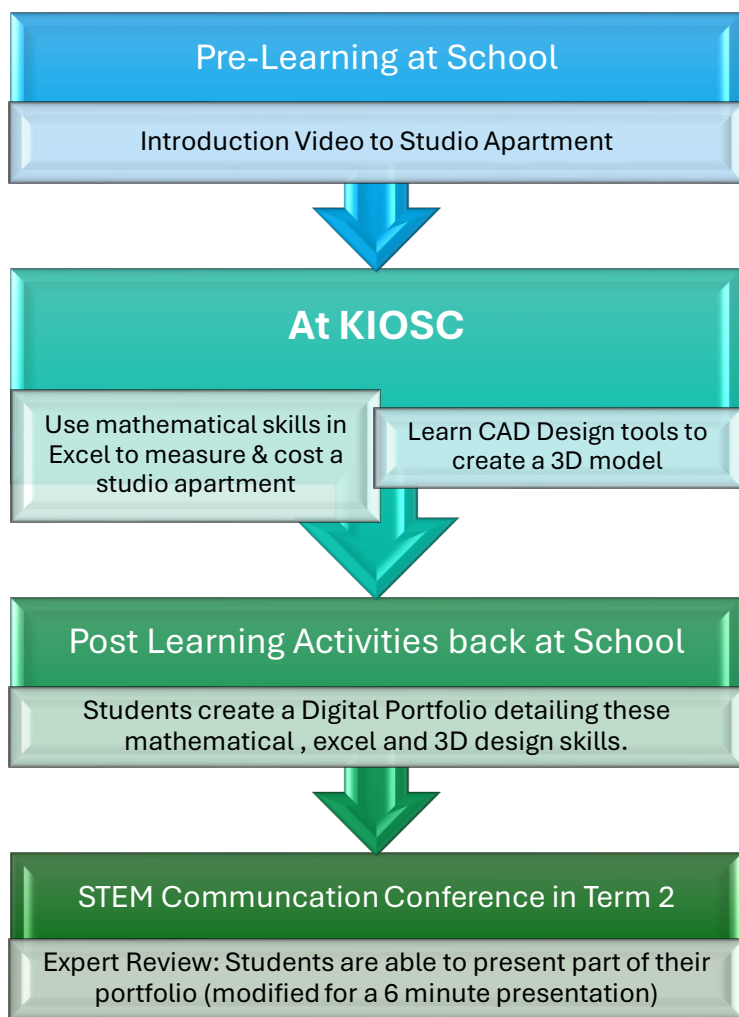 Pre-Learning at School
Introduction Video to Studio Apartment
At KIOSC
Use mathematical skills in
Excel to measure & cost a
studio apartment
Learn CAD Design tools to
create a 3D model
Post Learning Activities back at School
Students create a Digital Portfolio detailing these
mathematical , excel and 3D design skills.
STEM Communcation Conference in Term 2
Expert Review: Students are able to present part of their
portfolio (modified for a 6 minute presentation)